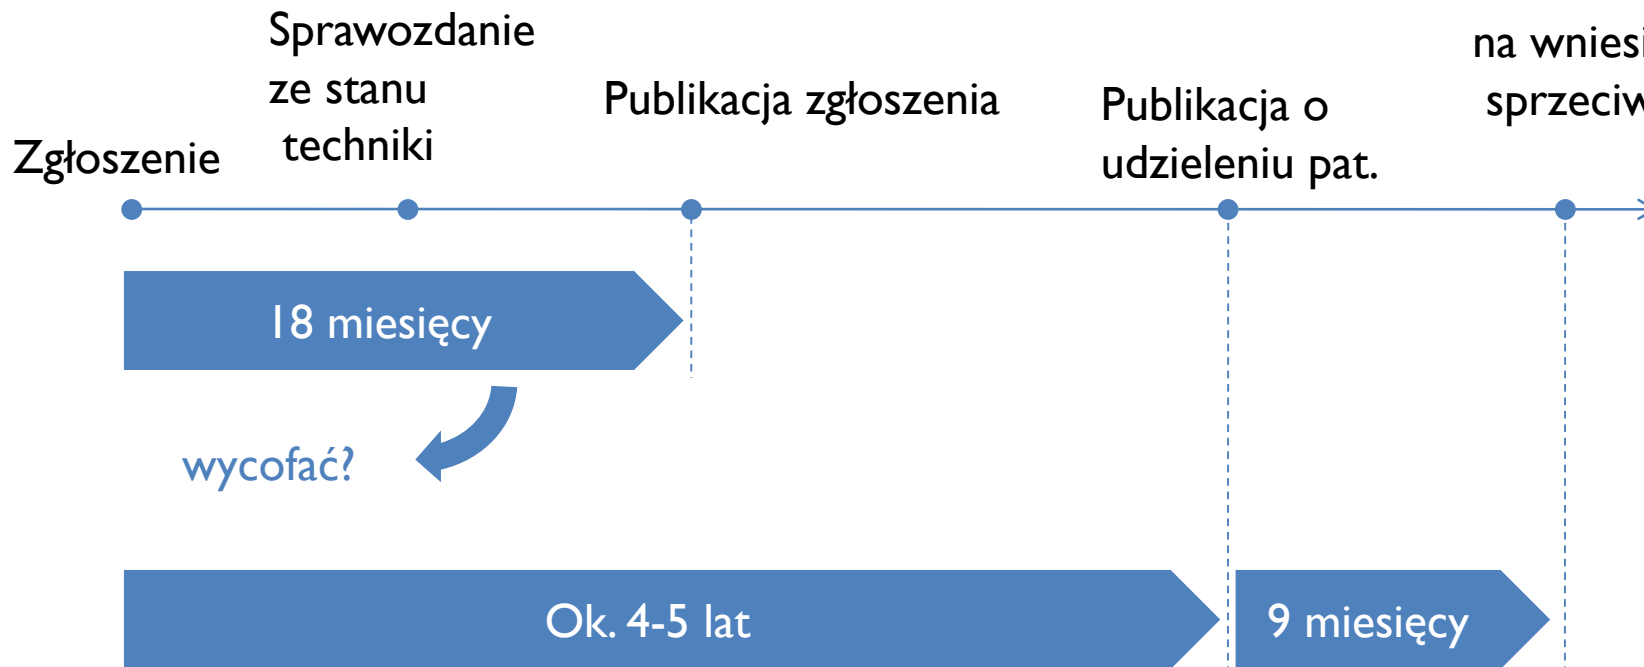 Zgłoszenie
Sprawozdanie
ze stanu
techniki
Publikacja zgłoszenia
Publikacja o
udzieleniu pat.
na
18 miesięcy
wycofać?
Ok. 4-5 lat
9 miesięcy